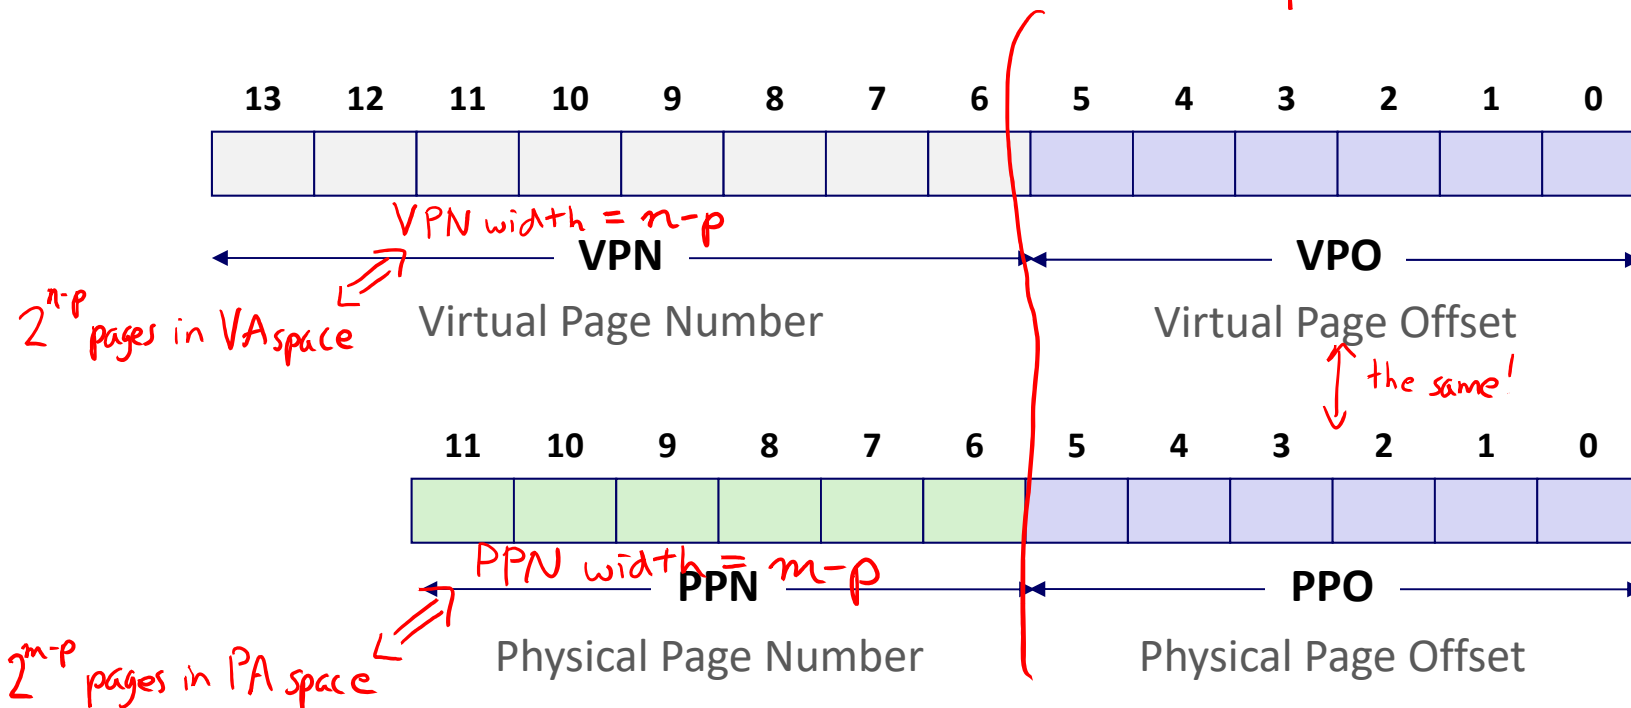 13 12 11 10 9 8 7 6 5 4 3 2 1 0
VPN width = n-p
VPN VPO
2^n-p pages in VA space
Virtual Page Number Virtual Page Offset
the same!
11 10 9 8 7 6 5 4 3 2 1 0
PPN width = m-p
PPN PPO
2^m-p pages in PA space
Physical Page Number Physical Page Offset